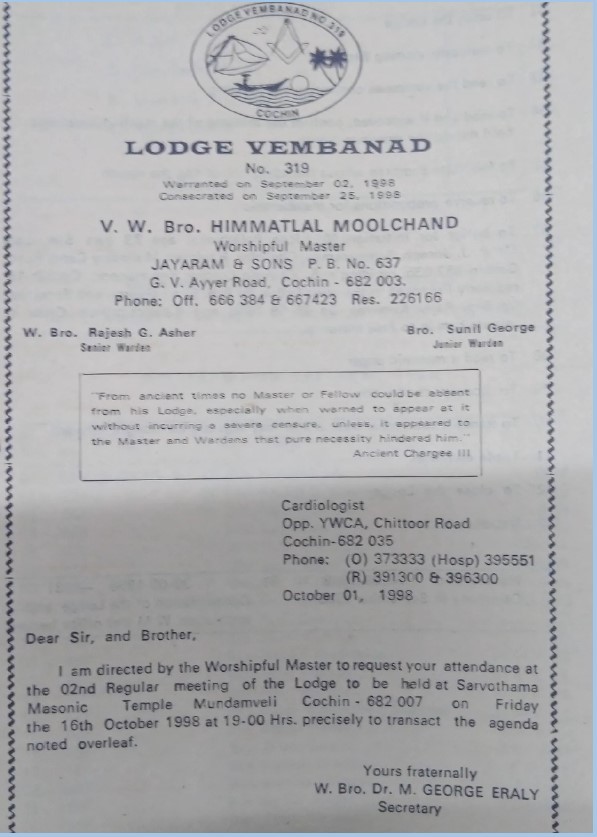 LODGE VEMBANAD NO. 319
COCHIN
LODGE VEMBANAD
No. 319
Warranted on September 02, 1998
Consecrated on September 25, 1998
V. W. Bro. HIMMATLAL MOOLCHAND
Worshipful Master
JAYARAM & SONS P. B. No. 637
G. V. Ayyer Road, Cochin - 682 003.
Phone: Off. 666 384 & 667423 Res. 226166
W. Bro. Rajesh G. Asher
Senior Warden
Bro. Sunil George
Junior Warden
"From ancient times no Master or Fellow could be absent
from his Lodge, especially when warned to appear at it
without incurring a savere censure, unless, it appeared to
the Master and Wardens that pure necessity hindered him."
Ancient Chargee III
Cardiologist
Opp. YWCA, Chittoor Road
Cochin-682 035
Phone: (O) 373333 (Hosp) 395551
(R) 391300 & 396300
October 01, 1998
Dear Sir, and Brother,
I am directed by the Worshipful Master to request your attendance at
the 02nd Regular meeting of the Lodge to be held at Sarvothama
Masonic Temple Mundamveli Cochin - 682 007 on Friday
the 16th October 1998 at 19-00 Hrs. precisely to transact the agenda
noted overleaf.
Yours fraternally
W. Bro. Dr. M. GEORGE ERALY
Secretary